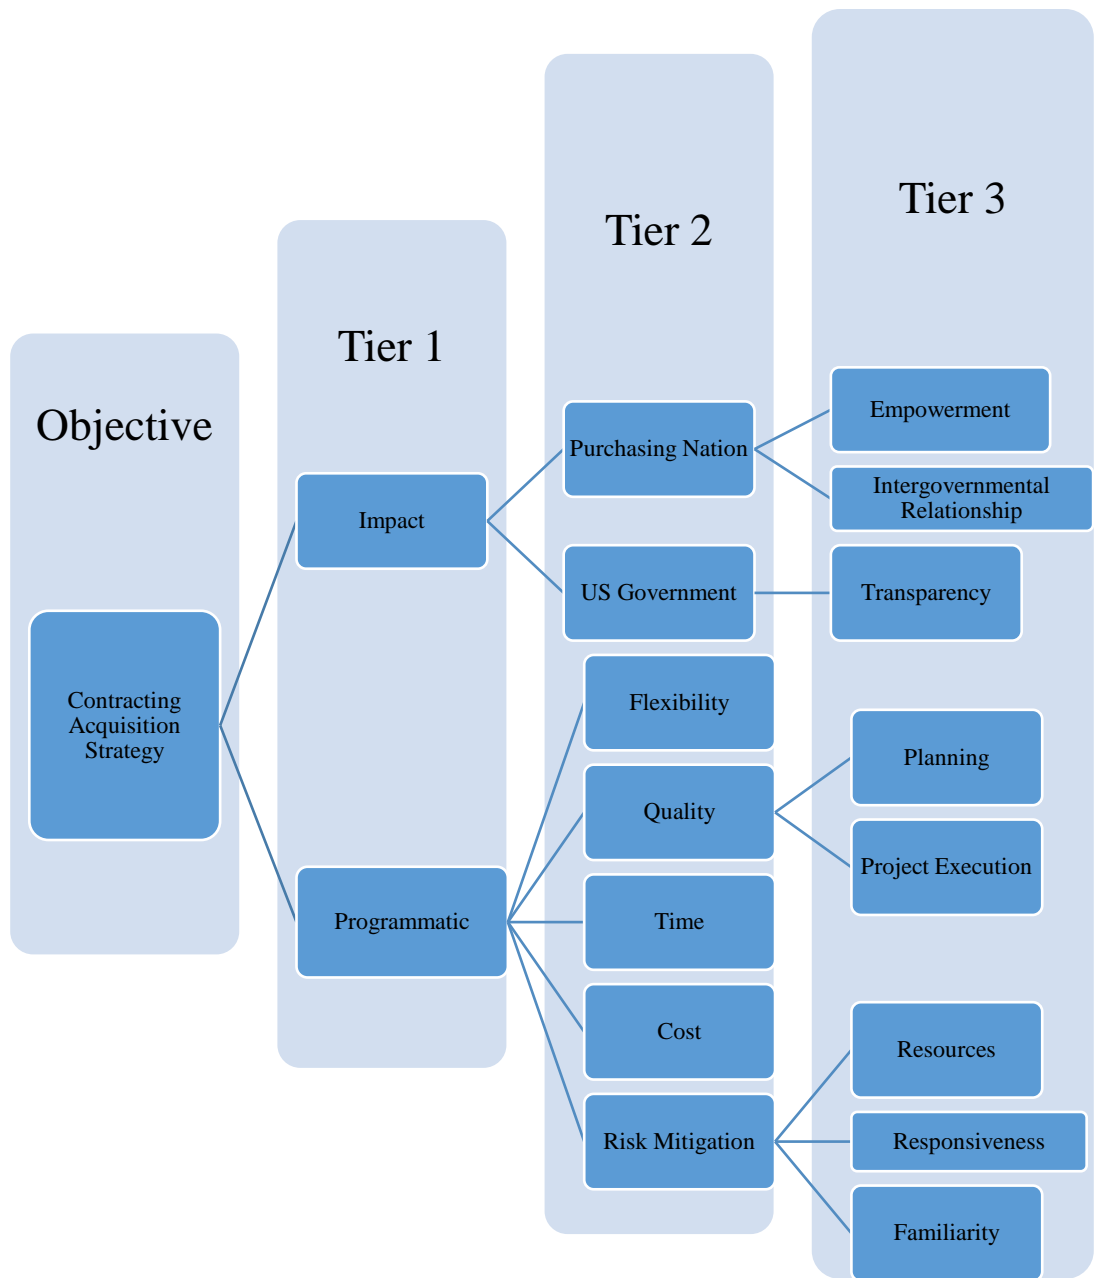 Objective
Contracting
Acquisition
Strategy
Tier 1
Impact
Programmatic
Tier 2
Purchasing Nation
US Government
Flexibility
Quality
Time
Cost
Risk Mitigation
Tier 3
Empowerment
Intergovernmental
Relationship
Transparency
Planning
Project Execution
Resources
Responsiveness
Familiarity